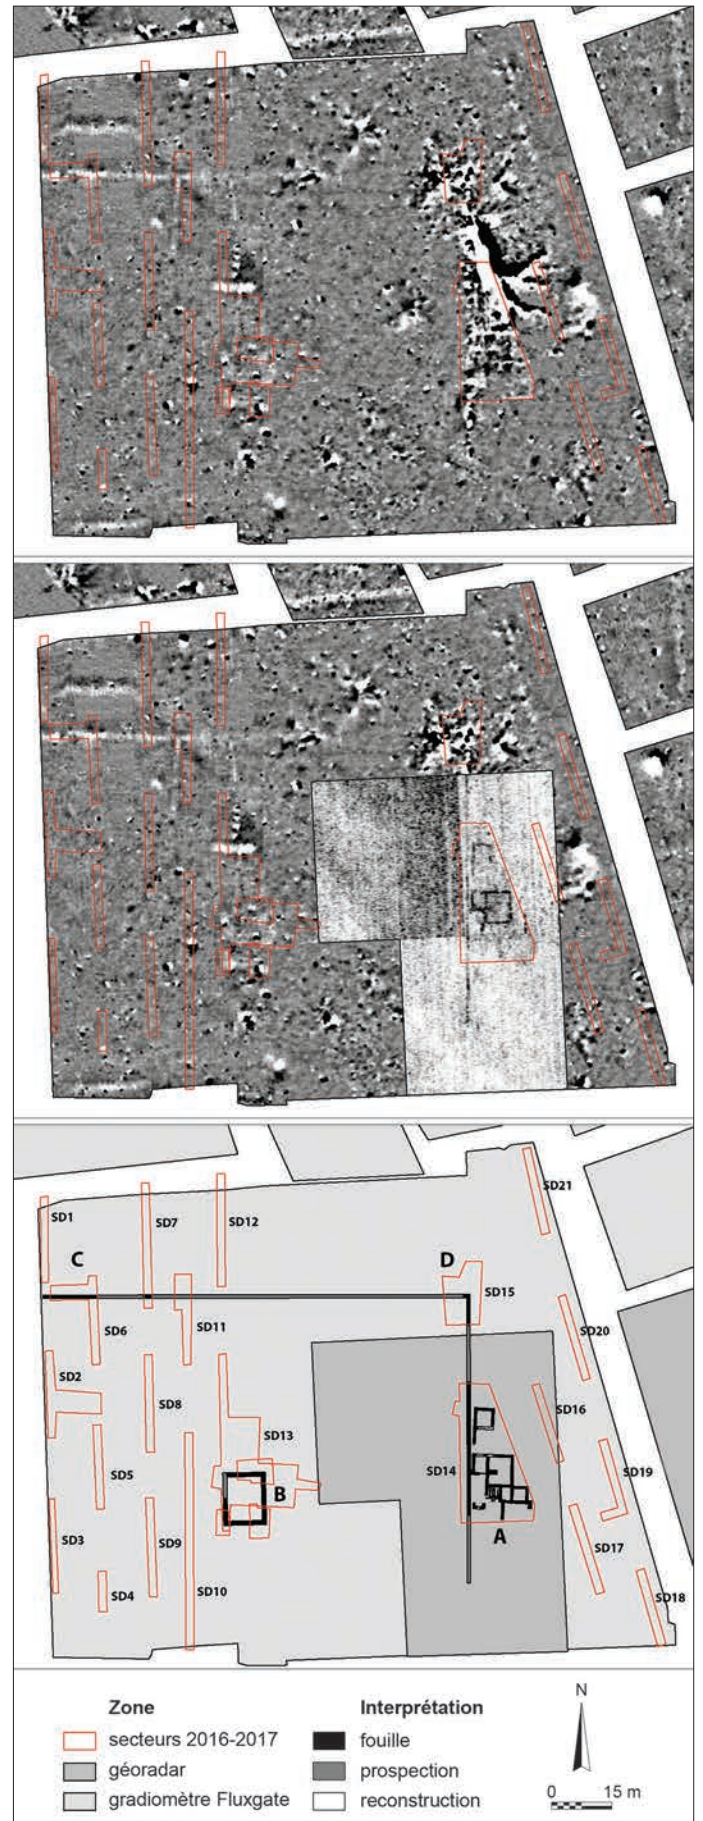 SD1
SD7
SD12
SD21
C
D
SD15
SD6
SD11
SD20
SD2
SD8
SD16
SD13
SD5
SD14
SD19
B
A
SD3
SD9
SD17
SD4
SD10
SD18
Zone
secteurs 2016-2017
géoradar
gradiomètre Fluxgate
Interprétation
fouille
prospection
reconstruction
N
0 15 m